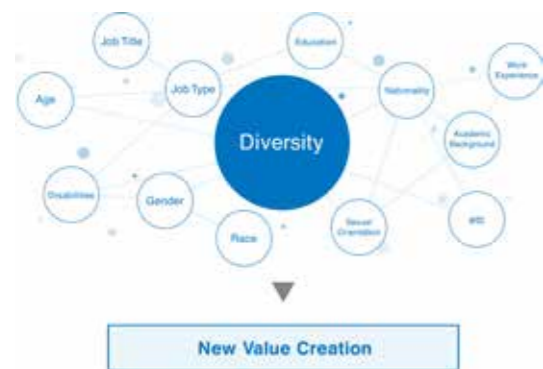 Job Title
Education
Work
Experience
Age
Job Type
Nationality
Diversity
Academic
Background
Disabilities
Gender
Race
Sexual
Orientation
etc
New Value Creation